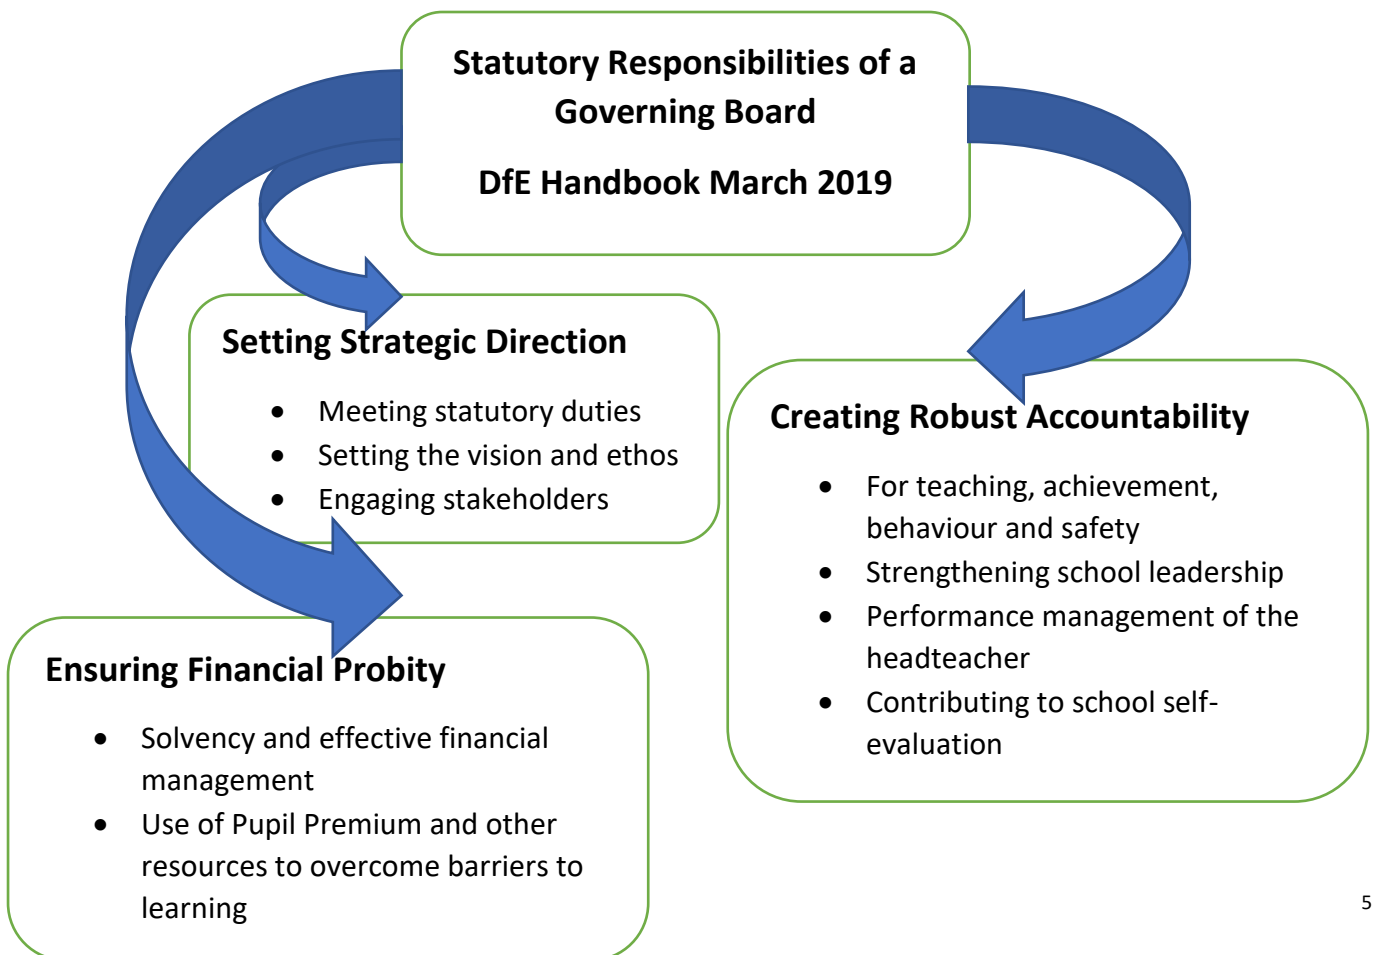 Statutory Responsibilities of a
Governing Board
DfE Handbook March 2019
Setting Strategic Direction
• Meeting statutory duties
• Setting the vision and ethos
• Engaging stakeholders
Creating Robust Accountability
• For teaching, achievement,
behaviour and safety
• Strengthening school leadership
• Performance management of the
headteacher
• Contributing to school self-
evaluation
Ensuring Financial Probity
• Solvency and effective financial
management
• Use of Pupil Premium and other
resources to overcome barriers to
learning
5